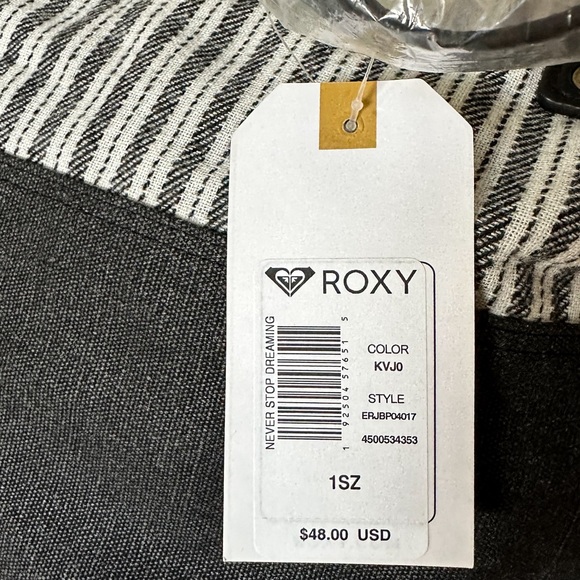 ROXY
NEVER STOP DREAMING
1 92504 57651 5
COLOR
KVJ0
STYLE
ERJBP04017
4500534353
1SZ
$48.00 USD